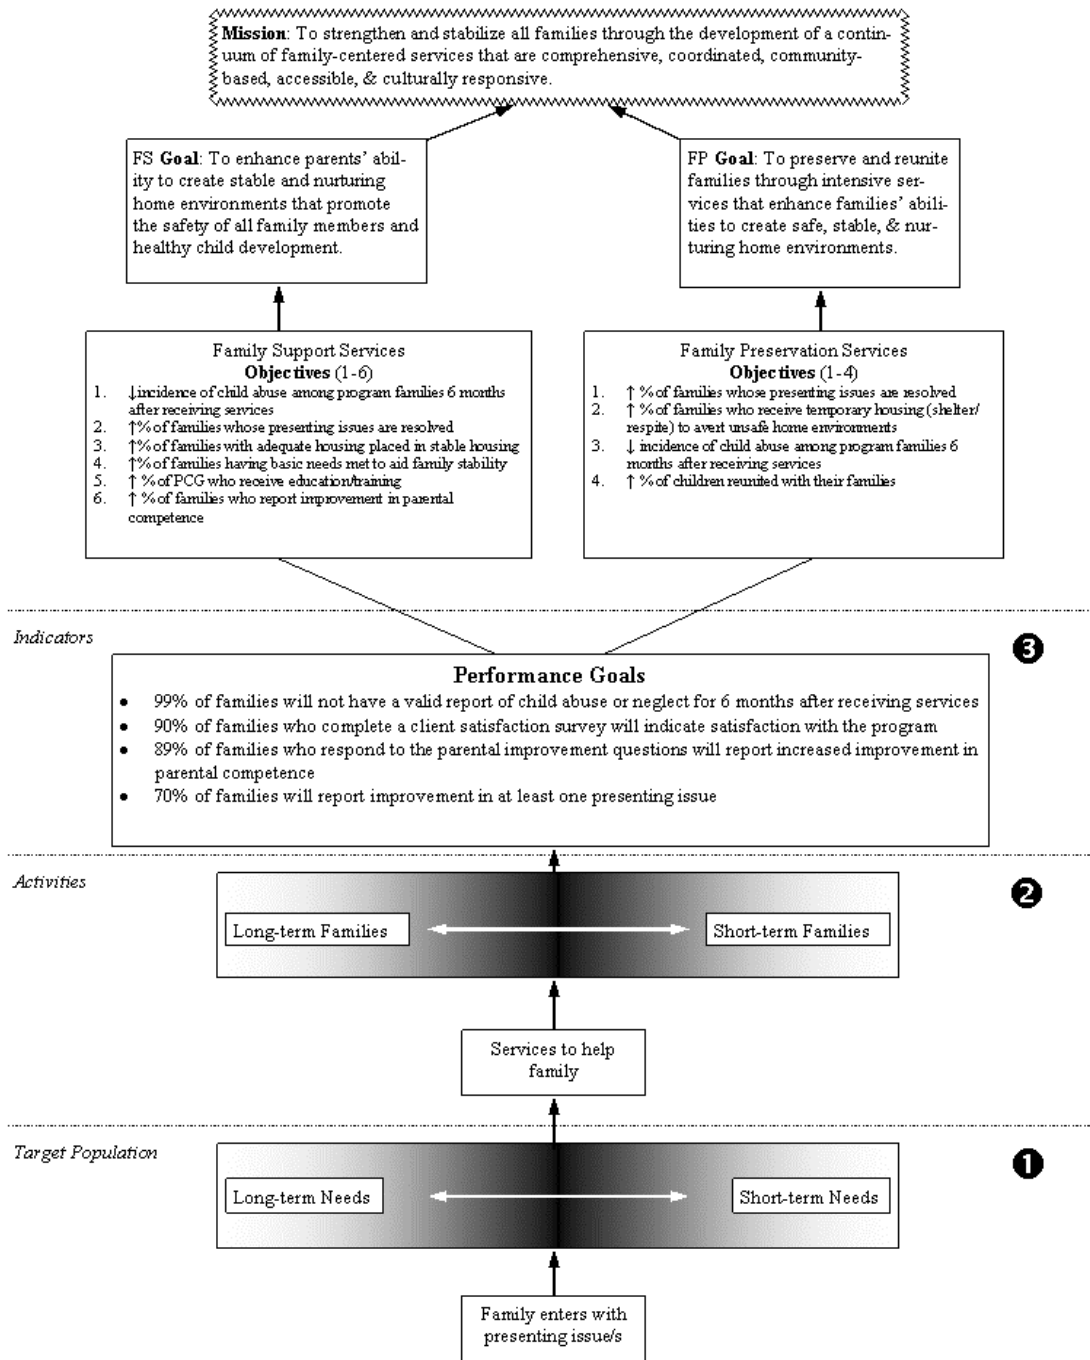 Mission: To strengthen and stabilize all families through the development of a contin-
uum of family-centered services that are comprehensive, coordinated, community-
based, accessible, & culturally responsive.
FS Goal: To enhance parents’ abil-
ity to create stable and nurturing
home environments that promote
the safety of all family members and
healthy child development.
FP Goal: To preserve and reunite
families through intensive ser-
vices that enhance families’ abili-
ties to create safe, stable, & nur-
turing home environments.
Family Support Services
Objectives (1-6)
1. ↓incidence of child abuse among program families 6 months
after receiving services
2. ↑% of families whose presenting issues are resolved
3. ↑% of families with adequate housing placed in stable housing
4. ↑% of families having basic needs met to aid family stability
5. ↑ % of PCG who receive education/training
6. ↑ % of families who report improvement in parental
competence
Family Preservation Services
Objectives (1-4)
1. ↑ % of families whose presenting issues are resolved
2. ↑ % of families who receive temporary housing (shelter/
respite) to avert unsafe home environments
3. ↓ incidence of child abuse among program families 6
months after receiving services
4. ↑ % of children reunited with their families
Indicators
3
Performance Goals
• 99% of families will not have a valid report of child abuse or neglect for 6 months after receiving services
• 90% of families who complete a client satisfaction survey will indicate satisfaction with the program
• 89% of families who respond to the parental improvement questions will report increased improvement in
parental competence
• 70% of families will report improvement in at least one presenting issue
Activities
2
Long-term Families
Short-term Families
Services to help
family
Target Population
1
Long-term Needs
Short-term Needs
Family enters with
presenting issue/s